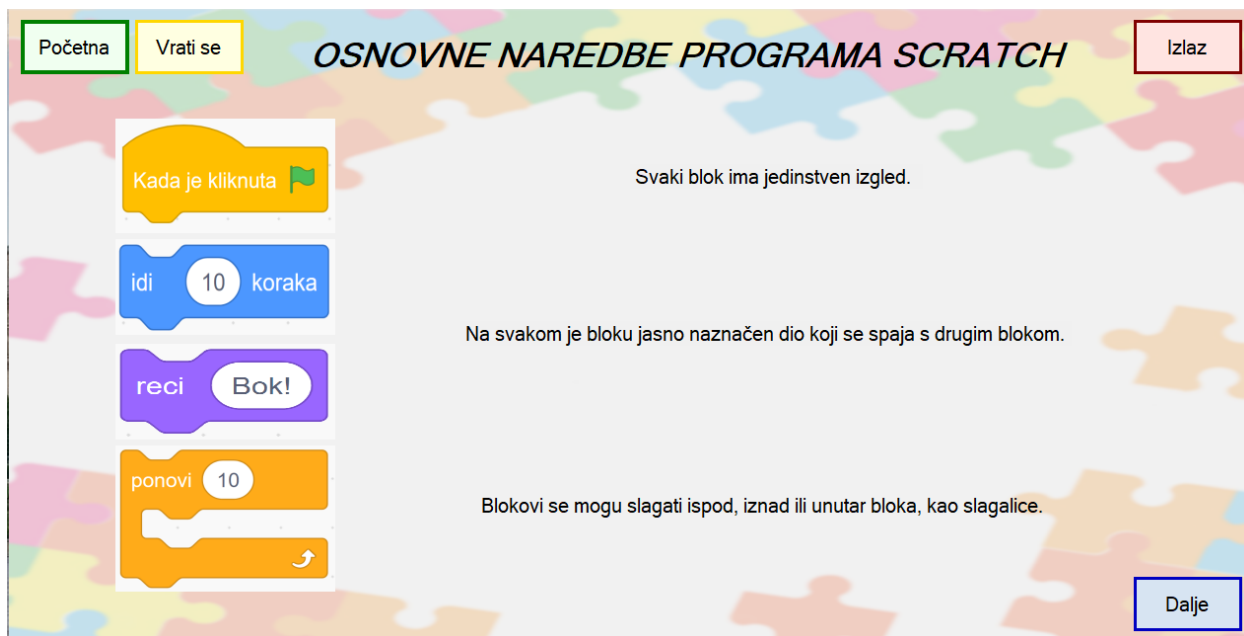 Početna
Vrati se
OSNOVNE NAREDBE PROGRAMA SCRATCH
Izlaz
Kada je kliknuta
Svaki blok ima jedinstven izgled.
idi 10 koraka
Na svakom je bloku jasno naznačen dio koji se spaja s drugim blokom.
reci Bok!
ponovi 10
Blokovi se mogu slagati ispod, iznad ili unutar bloka, kao slagalice.
Dalje